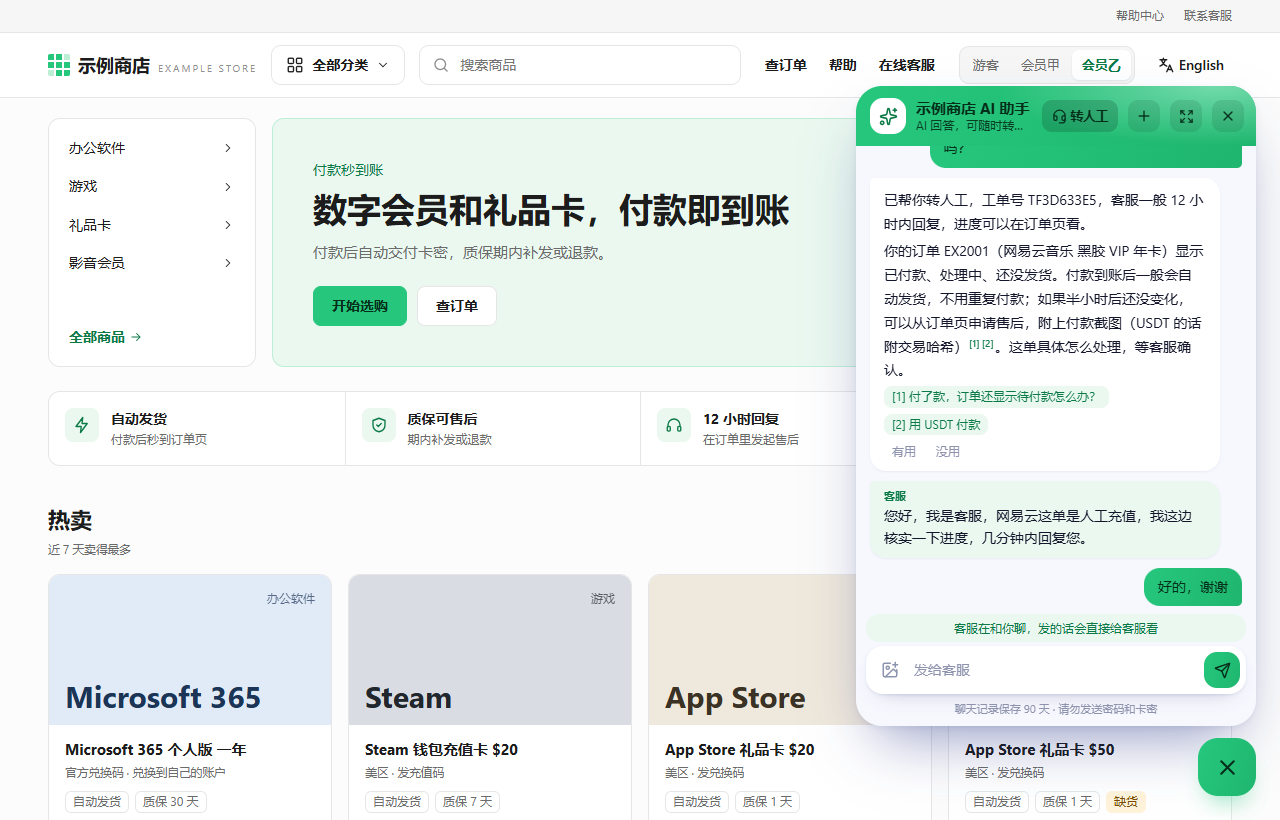 帮助中心 联系客服
示例商店 EXAMPLE STORE 全部分类 搜索商品 查订单 帮助 在线客服 游客 会员甲 会员乙 English
办公软件
游戏
礼品卡
影音会员
全部商品 →
付款秒到账
数字会员和礼品卡，付款即到账
付款后自动交付卡密，质保期内补发或退款。
开始选购 查订单
自动发货
付款后秒到订单页
质保可售后
期内补发或退款
12 小时回复
在订单里发起售后
热卖
近 7 天卖得最多
办公软件
Microsoft 365
Microsoft 365 个人版 一年
官方兑换码 · 兑换到自己的账户
自动发货 质保 30 天
游戏
Steam
Steam 钱包充值卡 $20
美区 · 发充值码
自动发货 质保 7 天
App Store
App Store 礼品卡 $20
美区 · 发兑换码
自动发货 质保 1 天
App Store 礼品卡 $50
美区 · 发兑换码
自动发货 质保 1 天 缺货
示例商店 AI 助手
AI 回答，可随时转...
转人工
吗？
已帮你转人工，工单号 TF3D633E5，客服一般 12 小
时内回复，进度可以在订单页看。
你的订单 EX2001（网易云音乐 黑胶 VIP 年卡）显示
已付款、处理中、还没发货。付款到账后一般会自
动发货，不用重复付款；如果半小时后还没变化，
可以从订单页申请售后，附上付款截图（USDT 的话
附交易哈希）[1] [2]。这单具体怎么处理，等客服确
认。
[1] 付了款，订单还显示待付款怎么办？
[2] 用 USDT 付款
有用 没用
客服
您好，我是客服，网易云这单是人工充值，我这边
核实一下进度，几分钟内回复您。
好的，谢谢
客服在和你聊，发的话会直接给客服看
发给客服
聊天记录保存 90 天 · 请勿发送密码和卡密